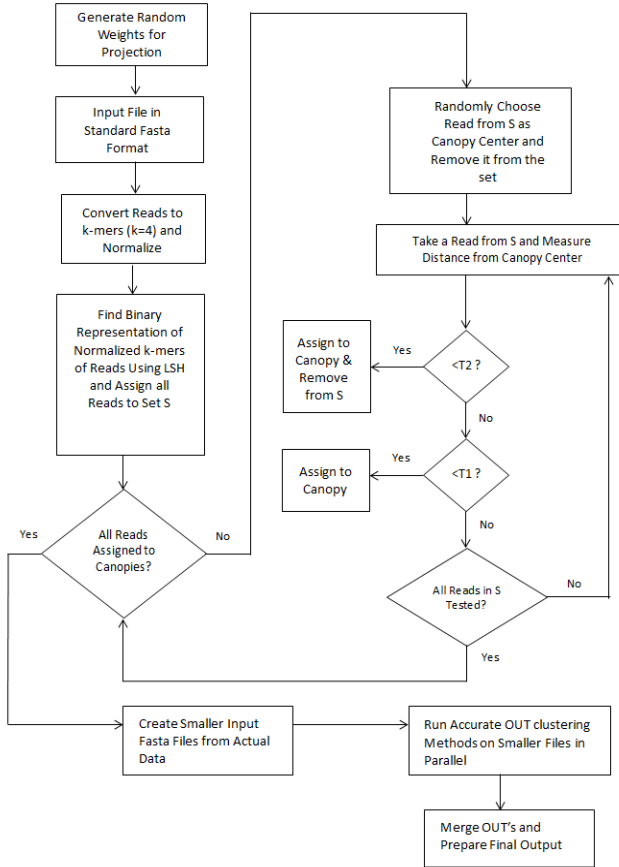 Generate Random
Weights for
Projection
Input File in
Standard Fasta
Format
Convert Reads to
k-mers (k=4) and
Normalize
Find Binary
Representation of
Normalized k-mers
of Reads Using LSH
and Assign all
Reads to Set S
Yes
All Reads
Assigned to
Canopies?
No
Randomly Choose
Read from S as
Canopy Center and
Remove it from the
set
Take a Read from S and Measure
Distance from Canopy Center
Assign to
Canopy &
Remove
from S
Yes
<T2 ?
No
Assign to
Canopy
Yes
<T1 ?
No
All Reads in S
Tested?
No
Yes
Create Smaller Input
Fasta Files from Actual
Data
Run Accurate OUT clustering
Methods on Smaller Files in
Parallel
Merge OUT's and
Prepare Final Output